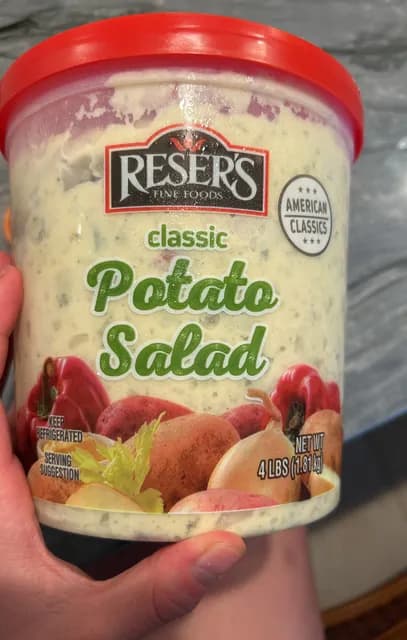 RESER'S
FINE FOODS
AMERICAN
CLASSICS
classic
Potato
Salad
KEEP
REFRIGERATED
SERVING
SUGGESTION
NET WT
4 LBS (1.81 kg)